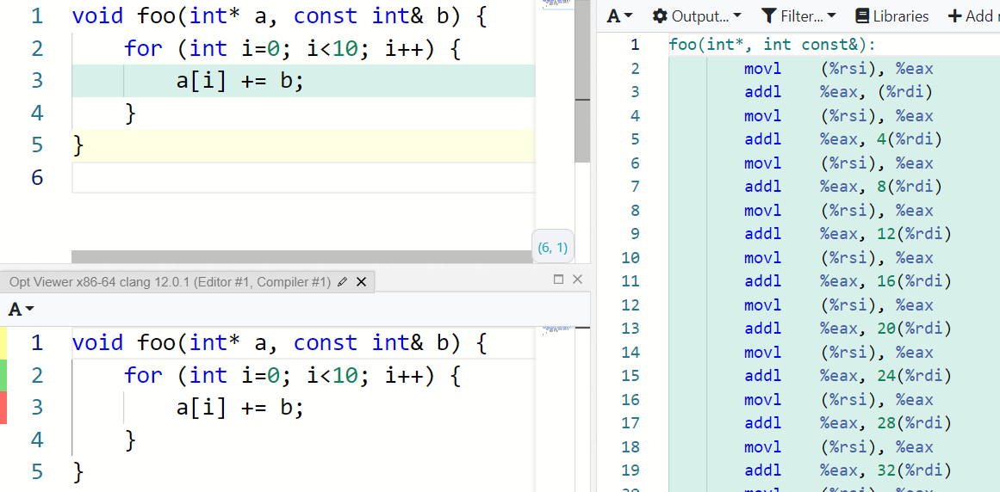 1 void foo(int* a, const int& b) {
2 for (int i=0; i<10; i++) {
3 a[i] += b;
4 }
5 }
6
(6, 1)
Opt Viewer x86-64 clang 12.0.1 (Editor #1, Compiler #1)
A
1 void foo(int* a, const int& b) {
2 for (int i=0; i<10; i++) {
3 a[i] += b;
4 }
5 }
A Output... Filter... Libraries + Add
1 foo(int*, int const&):
2 movl (%rsi), %eax
3 addl %eax, (%rdi)
4 movl (%rsi), %eax
5 addl %eax, 4(%rdi)
6 movl (%rsi), %eax
7 addl %eax, 8(%rdi)
8 movl (%rsi), %eax
9 addl %eax, 12(%rdi)
10 movl (%rsi), %eax
11 addl %eax, 16(%rdi)
12 movl (%rsi), %eax
13 addl %eax, 20(%rdi)
14 movl (%rsi), %eax
15 addl %eax, 24(%rdi)
16 movl (%rsi), %eax
17 addl %eax, 28(%rdi)
18 movl (%rsi), %eax
19 addl %eax, 32(%rdi)